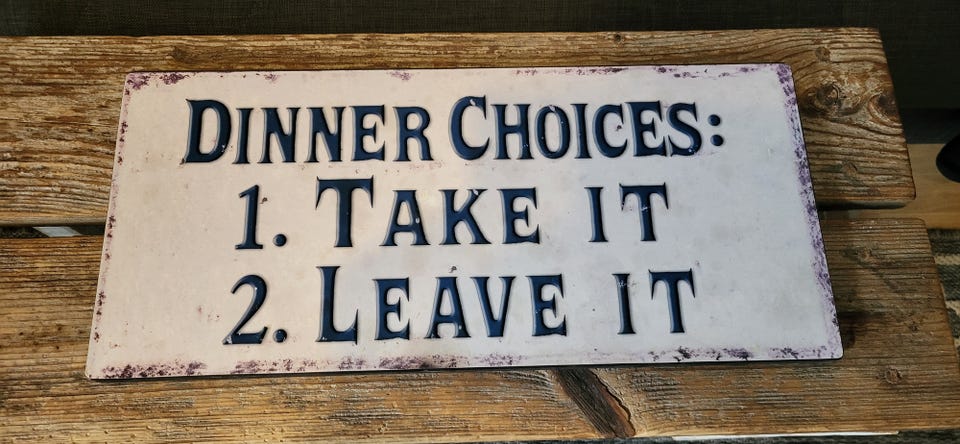 DINNER CHOICES:
1. TAKE IT
2. LEAVE IT